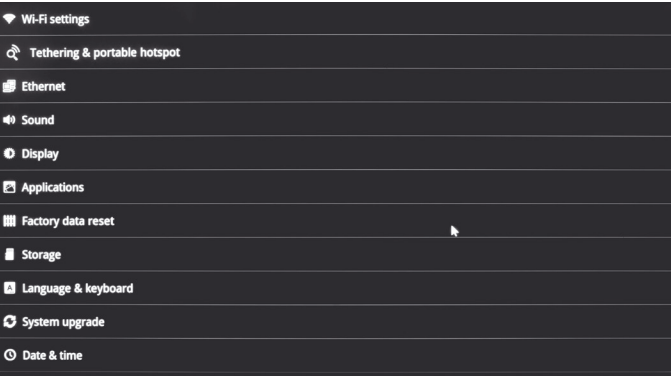 Wi-Fi settings
Tethering & portable hotspot
Ethernet
Sound
Display
Applications
Factory data reset
Storage
Language & keyboard
System upgrade
Date & time